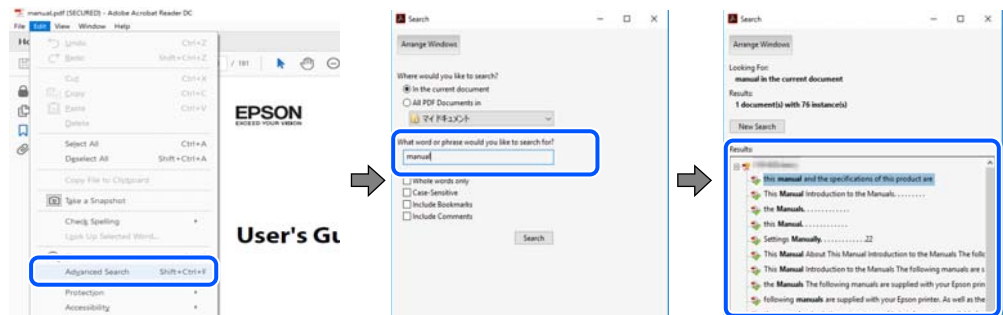 manual.pdf (SECURED) - Adobe Acrobat Reader DC
File Edit View Window Help
Undo Ctrl+Z
Redo Shift+Ctrl+Z
Cut Ctrl+X
Copy Ctrl+C
Paste Ctrl+V
Delete
Select All Ctrl+A
Deselect All Shift+Ctrl+A
Copy File to Clipboard
Take a Snapshot
Check Spelling
Look Up Selected Word...
Advanced Search Shift+Ctrl+F
Protection
Accessibility
/ 181
EPSON
EXCEED YOUR VISION
User's Gu
Search
Arrange Windows
Where would you like to search?
In the current document
All PDF Documents in
マイ ドキュメント
What word or phrase would you like to search for?
manual
Whole words only
Case-Sensitive
Include Bookmarks
Include Comments
Search
Search
Arrange Windows
Looking For:
manual in the current document
Results:
1 document(s) with 76 instance(s)
New Search
Results:
this manual and the specifications of this product are
This Manual Introduction to the Manuals. . . . . . . . .
the Manuals. . . . . . . . . . . . .
this Manual. . . . . . . . . . . . .
Settings Manually. . . . . . . . . . . . 22
This Manual About This Manual Introduction to the Manuals The follo
This Manual Introduction to the Manuals The following manuals are s
the Manuals The following manuals are supplied with your Epson prin
following manuals are supplied with your Epson printer. As well as the